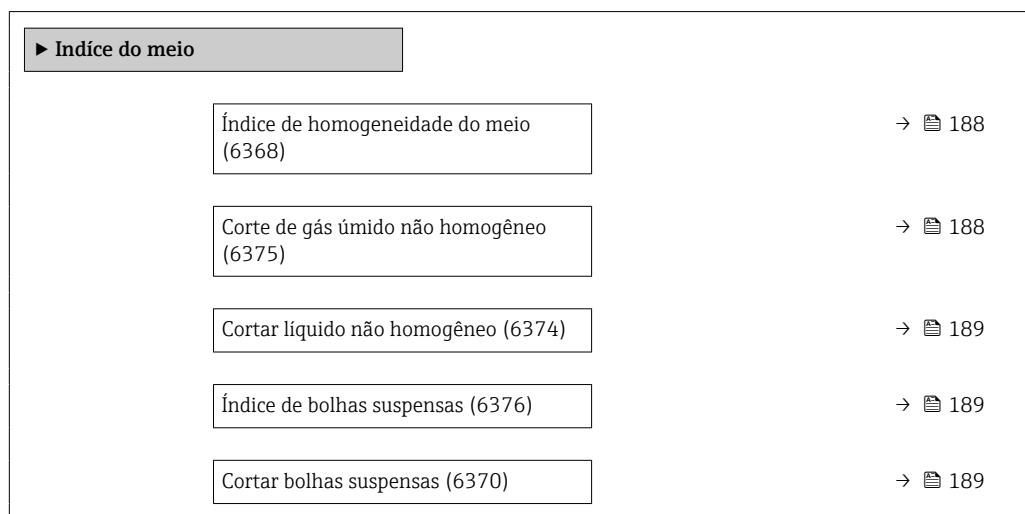 ▶ Indíce do meio
Índice de homogeneidade do meio
(6368)
→ 188
Corte de gás úmido não homogêneo
(6375)
→ 188
Cortar líquido não homogêneo (6374)
→ 189
Índice de bolhas suspensas (6376)
→ 189
Cortar bolhas suspensas (6370)
→ 189